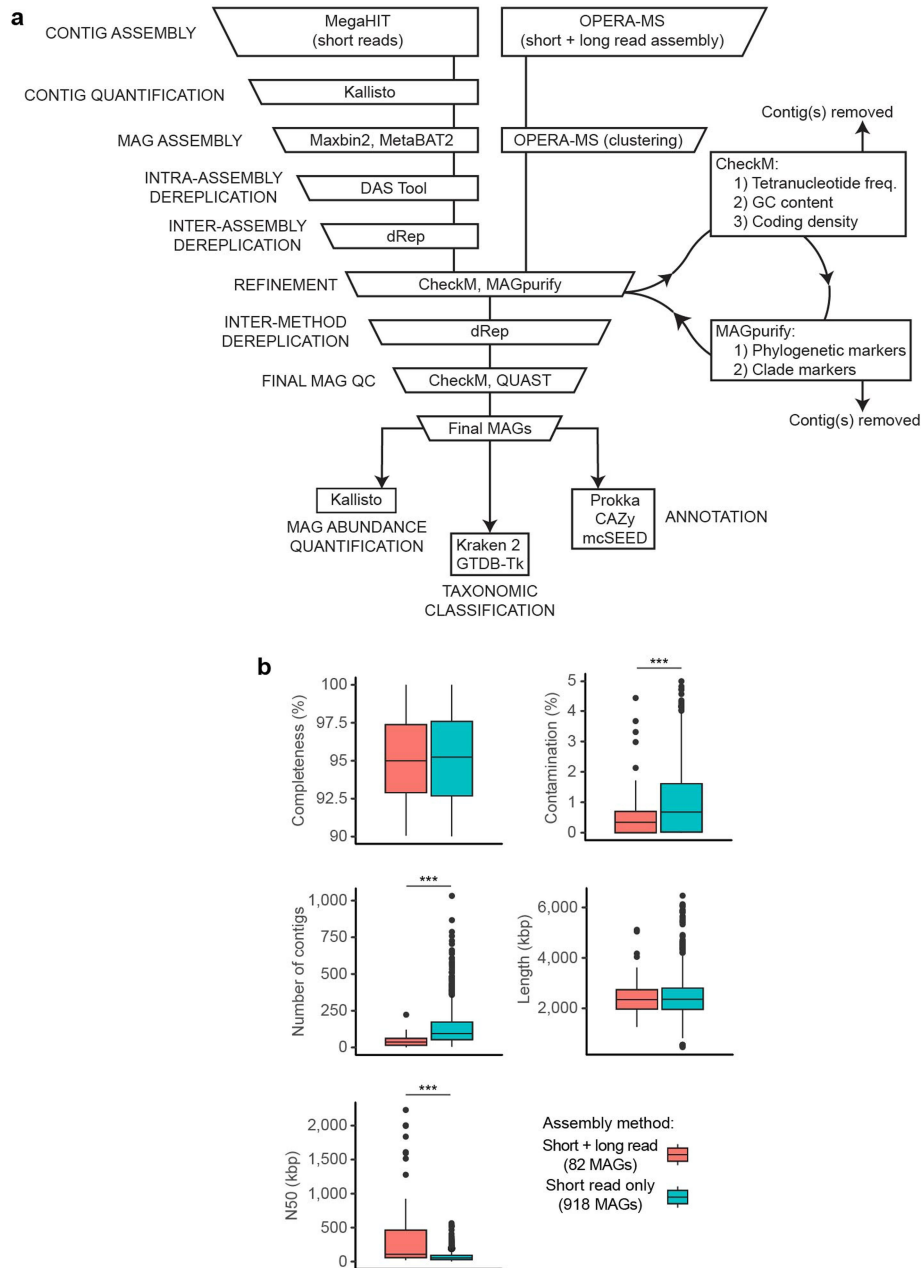 a
CONTIG ASSEMBLY
MegaHIT
(short reads)
OPERA-MS
(short + long read assembly)
CONTIG QUANTIFICATION
Kallisto
MAG ASSEMBLY
Maxbin2, MetaBAT2
OPERA-MS (clustering)
INTRA-ASSEMBLY
DEREPLICATION
DAS Tool
INTER-ASSEMBLY
DEREPLICATION
dRep
REFINEMENT
CheckM, MAGpurify
INTER-METHOD
DEREPLICATION
dRep
FINAL MAG QC
CheckM, QUAST
Final MAGs
Contig(s) removed
CheckM:
1) Tetranucleotide freq.
2) GC content
3) Coding density
MAGpurify:
1) Phylogenetic markers
2) Clade markers
Contig(s) removed
Kallisto
MAG ABUNDANCE
QUANTIFICATION
Kraken 2
GTDB-Tk
TAXONOMIC
CLASSIFICATION
Prokka
CAZy
mcSEED
ANNOTATION
b
Completeness (%)
100
97.5
95
92.5
90
Contamination (%)
5
4
3
2
1
0
***
Number of contigs
1,000
750
500
250
0
***
Length (kbp)
6,000
4,000
2,000
N50 (kbp)
2,000
1,500
1,000
500
0
***
Assembly method:
Short + long read
(82 MAGs)
Short read only
(918 MAGs)